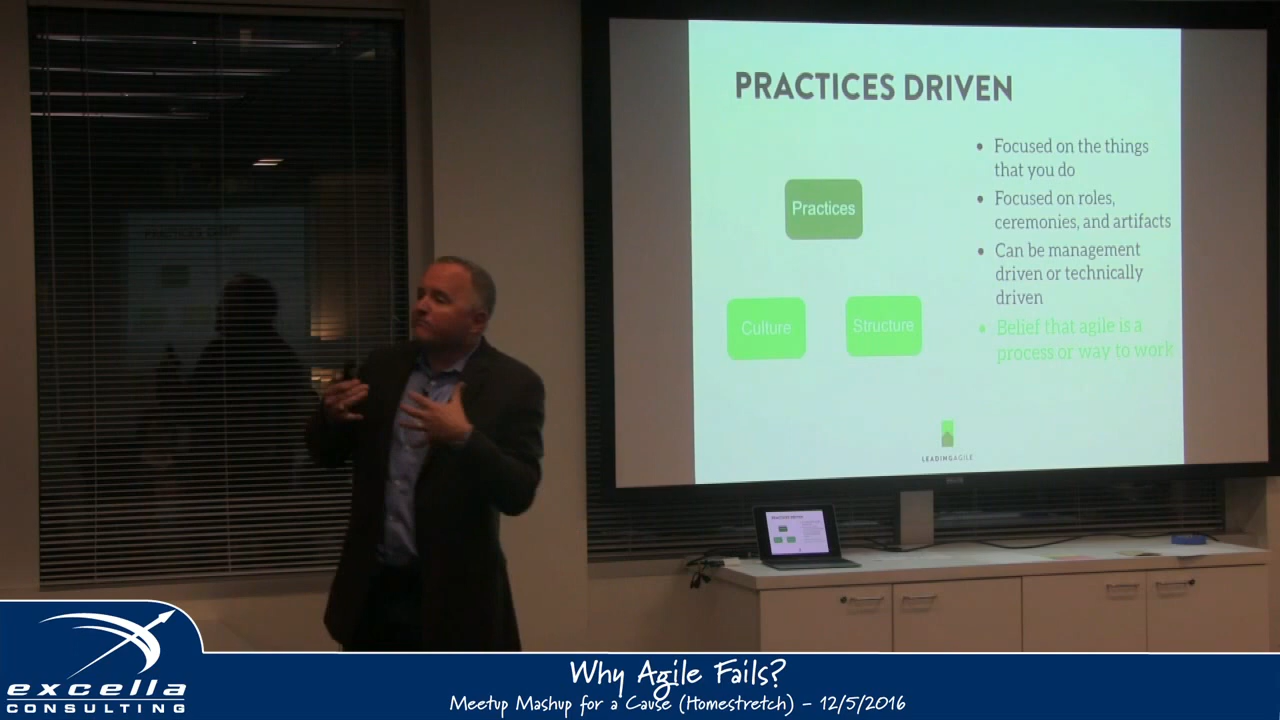 PRACTICES DRIVEN
Practices
Culture
Structure
• Focused on the things
that you do
• Focused on roles,
ceremonies, and artifacts
• Can be management
driven or technically
driven
• Belief that agile is a
process or way to work
LEADINGAGILE
PRACTICES DRIVEN
excella
CONSULTING
Why Agile Fails?
Meetup Mashup for a Cause (Homestretch) - 12/5/2016